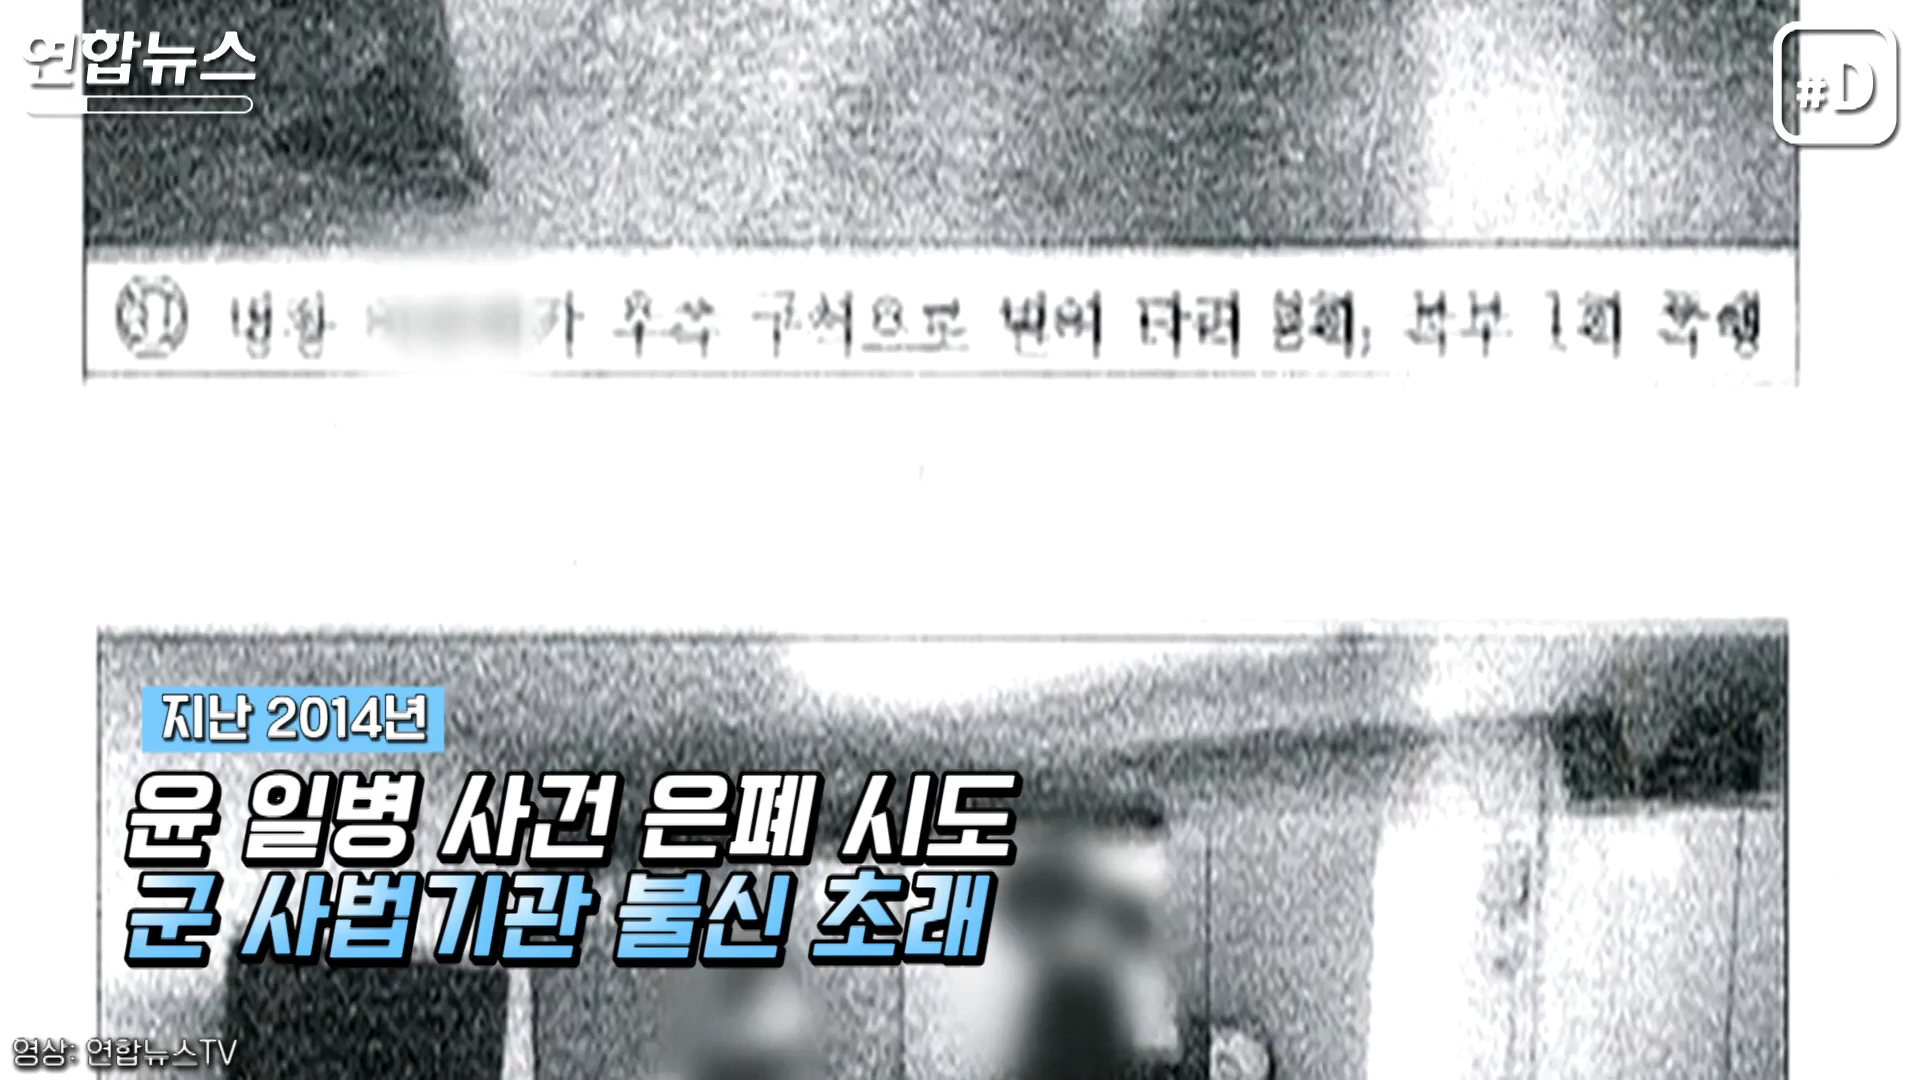 연합뉴스
#D
병장 가 우측 구석으로 밀어 다리 회, 복부 1회 폭행
지난 2014년
윤 일병 사건 은폐 시도
군 사법기관 불신 초래
영상: 연합뉴스TV